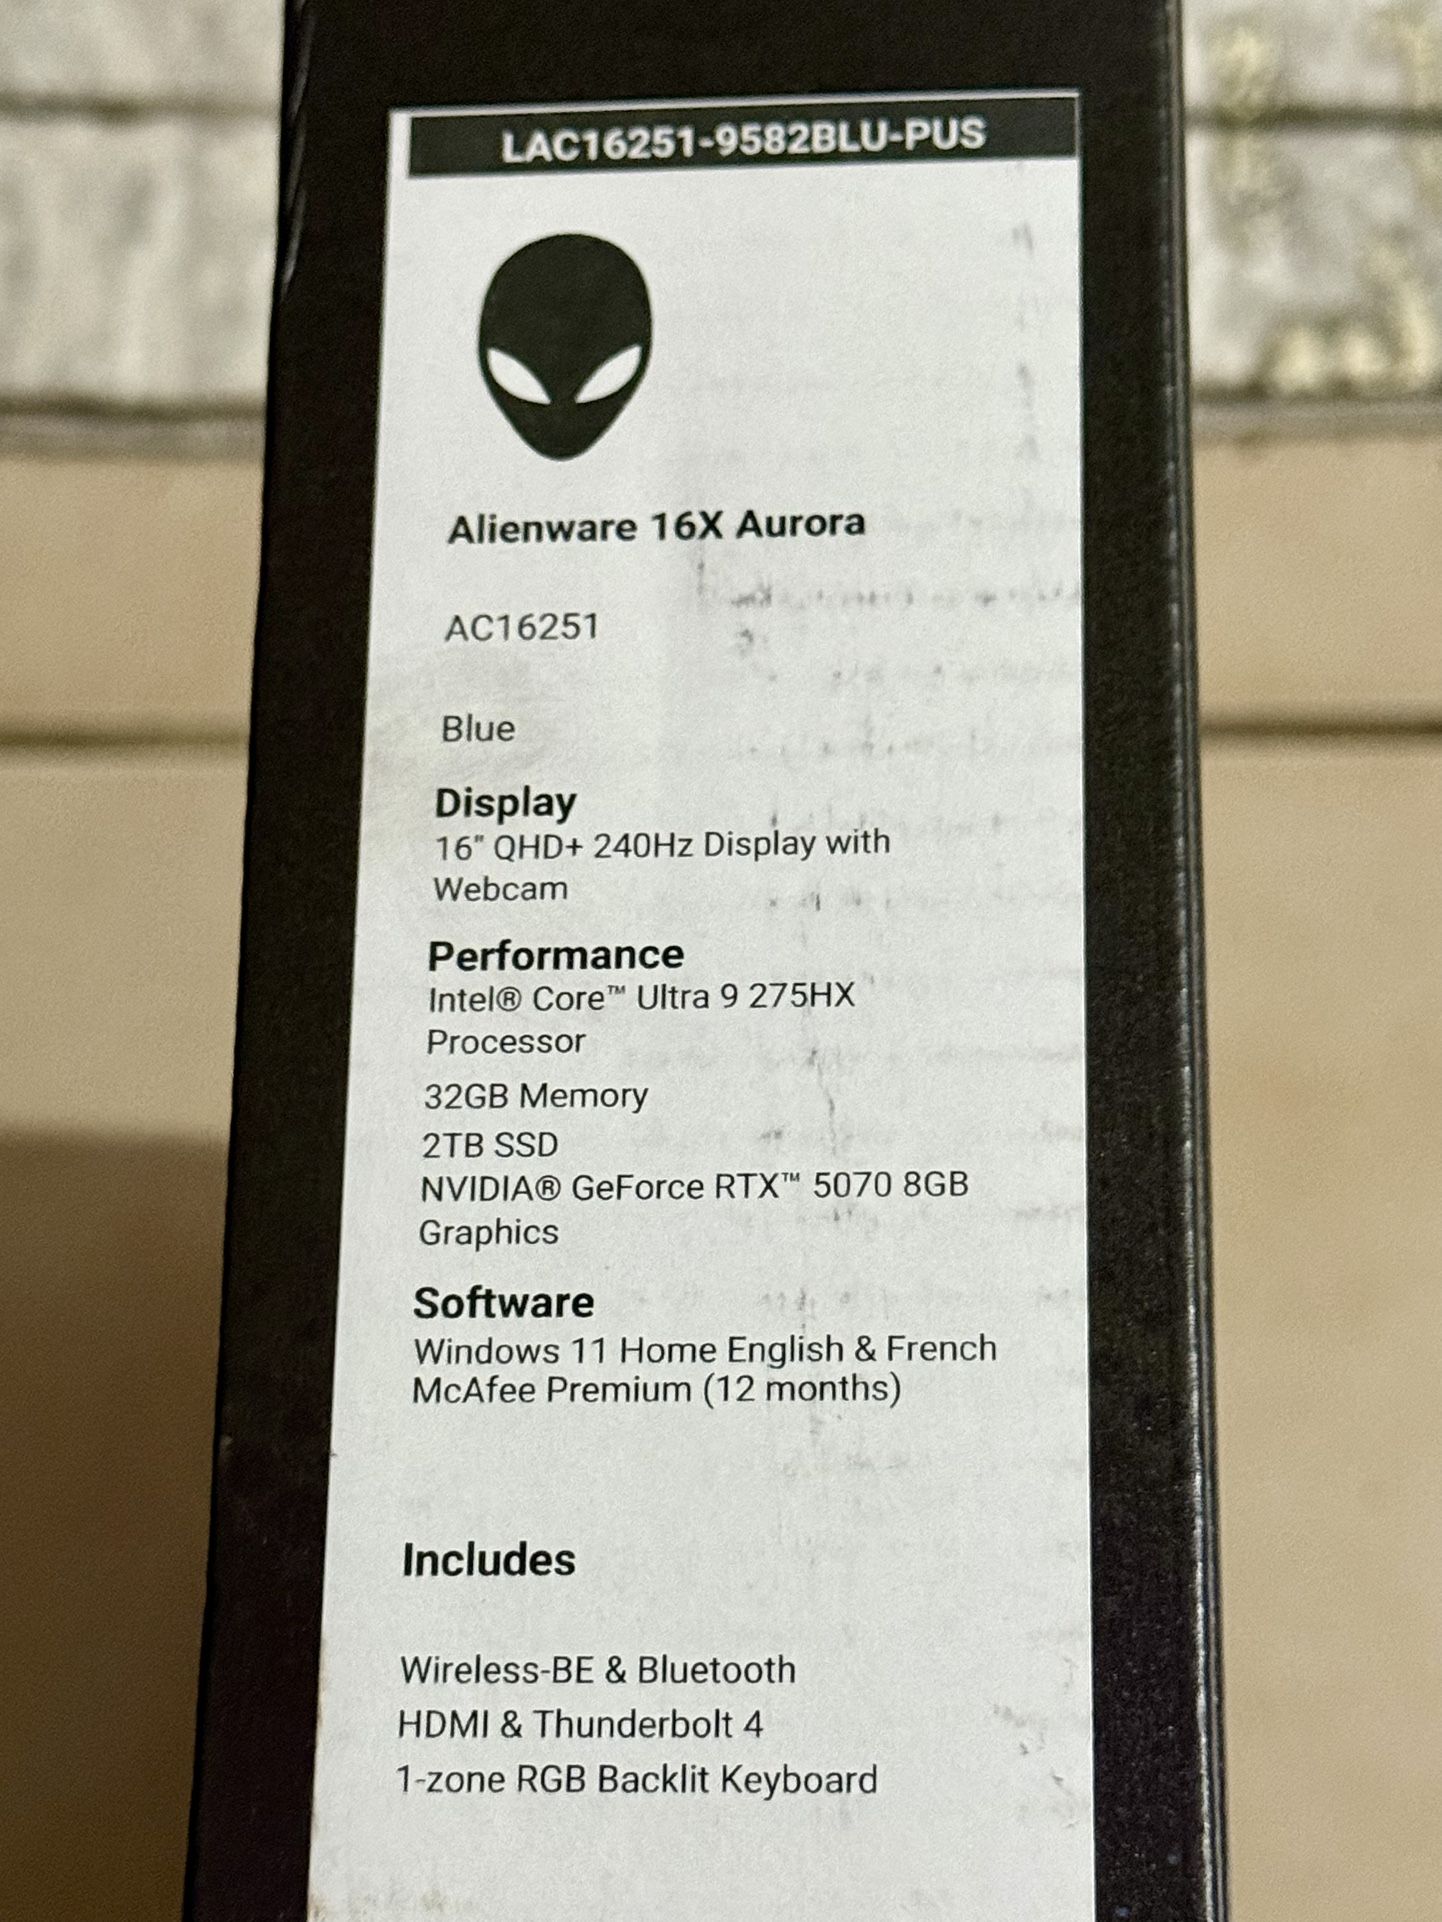 LAC16251-9582BLU-PUS
Alienware 16X Aurora
AC16251
Blue
Display
16" QHD+ 240Hz Display with
Webcam
Performance
Intel® Core™ Ultra 9 275HX
Processor
32GB Memory
2TB SSD
NVIDIA® GeForce RTX™ 5070 8GB
Graphics
Software
Windows 11 Home English & French
McAfee Premium (12 months)
Includes
Wireless-BE & Bluetooth
HDMI & Thunderbolt 4
1-zone RGB Backlit Keyboard